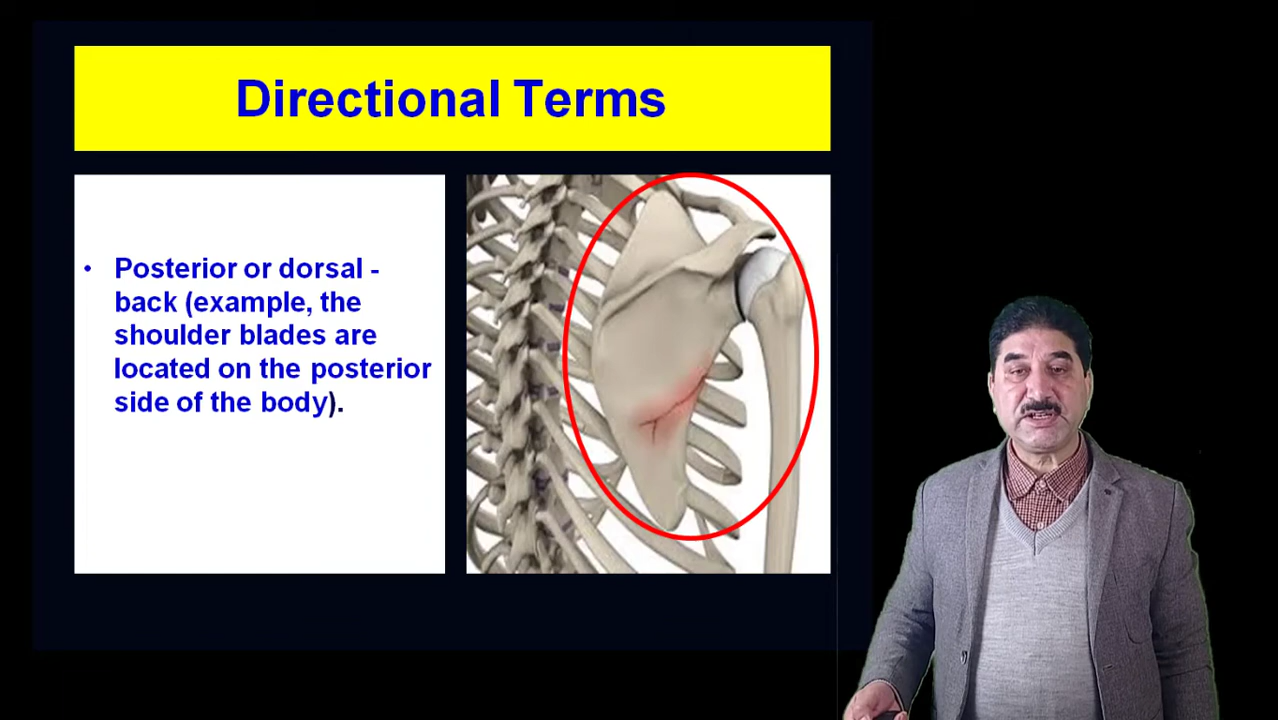 Directional Terms
• Posterior or dorsal -
back (example, the
shoulder blades are
located on the posterior
side of the body).